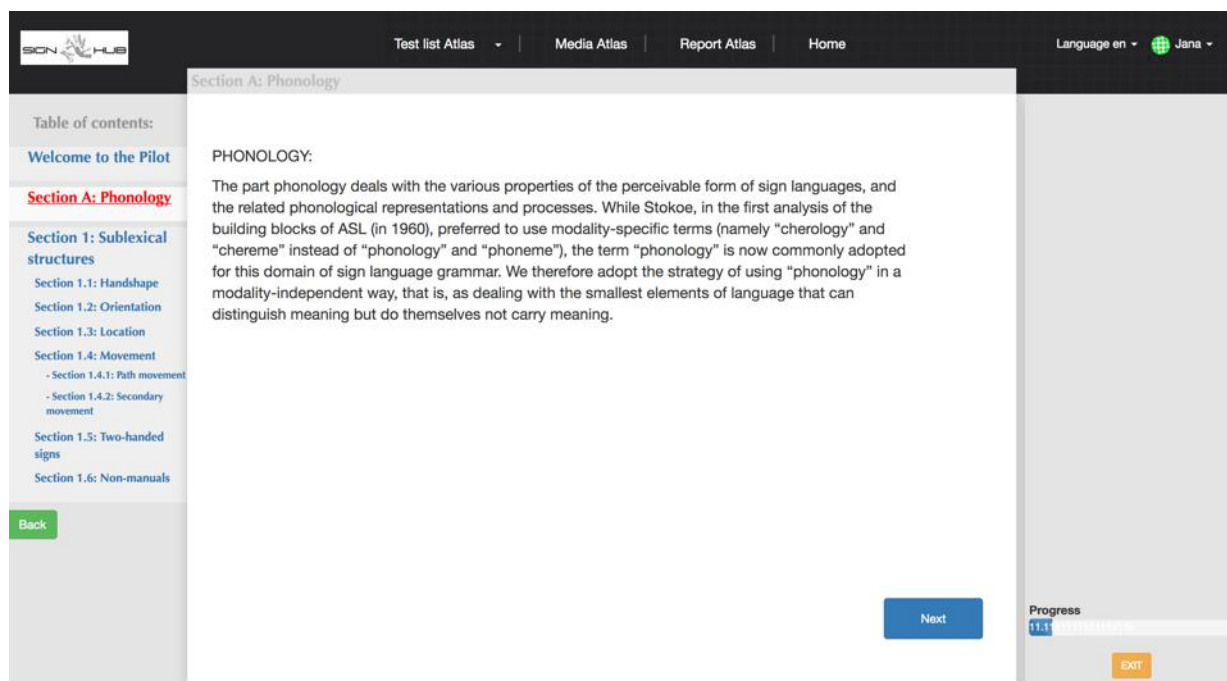 SIGN HUB
Test list Atlas
Media Atlas
Report Atlas
Home
Language en
Jana
Section A: Phonology
Table of contents:
Welcome to the Pilot
Section A: Phonology
Section 1: Sublexical
structures
Section 1.1: Handshape
Section 1.2: Orientation
Section 1.3: Location
Section 1.4: Movement
- Section 1.4.1: Path movement
- Section 1.4.2: Secondary
movement
Section 1.5: Two-handed
signs
Section 1.6: Non-manuals
Back
PHONOLOGY:
The part phonology deals with the various properties of the perceivable form of sign languages, and
the related phonological representations and processes. While Stokoe, in the first analysis of the
building blocks of ASL (in 1960), preferred to use modality-specific terms (namely “cherology” and
“chereme” instead of “phonology” and “phoneme”), the term “phonology” is now commonly adopted
for this domain of sign language grammar. We therefore adopt the strategy of using “phonology” in a
modality-independent way, that is, as dealing with the smallest elements of language that can
distinguish meaning but do themselves not carry meaning.
Next
Progress
EXIT